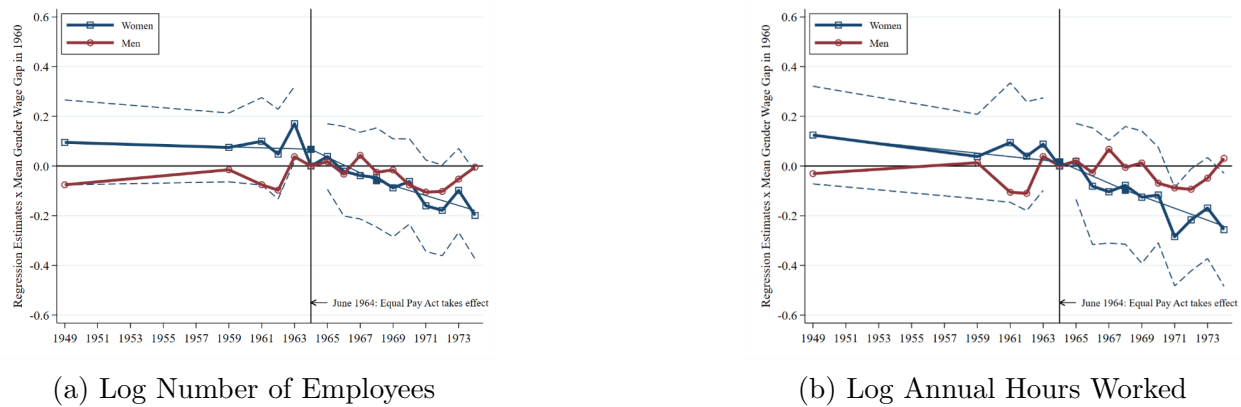 Regression Estimates x Mean Gender Wage Gap in 1960
0.6
0.4
0.2
0.0
-0.2
-0.4
-0.6
Women
Men
June 1964: Equal Pay Act takes effect
1949 1951 1953 1955 1957 1959 1961 1963 1965 1967 1969 1971 1973
(a) Log Number of Employees
Regression Estimates x Mean Gender Wage Gap in 1960
0.6
0.4
0.2
0.0
-0.2
-0.4
-0.6
Women
Men
June 1964: Equal Pay Act takes effect
1949 1951 1953 1955 1957 1959 1961 1963 1965 1967 1969 1971 1973
(b) Log Annual Hours Worked